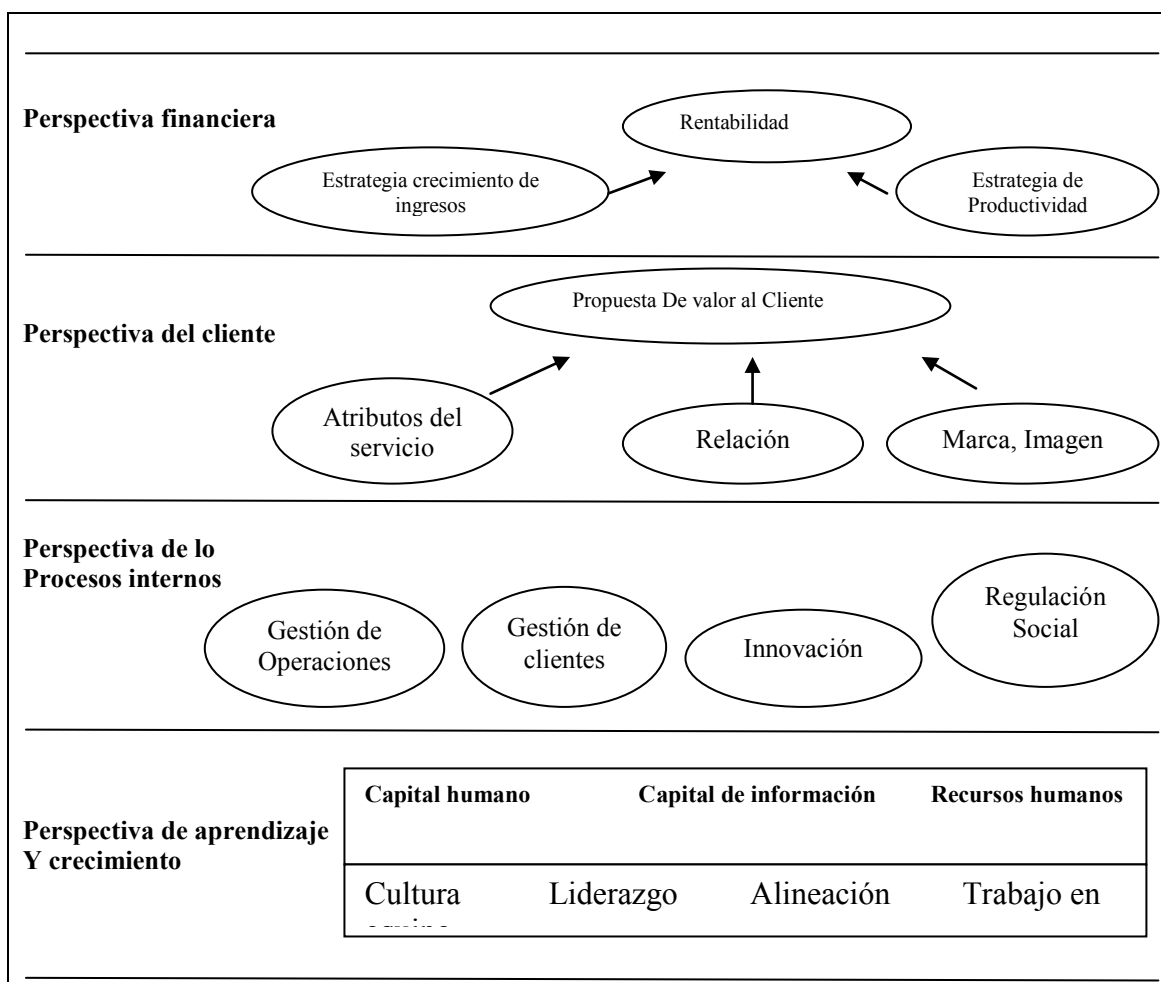 Perspectiva financiera
Rentabilidad
Estrategia crecimiento de
ingresos
Estrategia de
Productividad
Propuesta De valor al Cliente
Perspectiva del cliente
Atributos del
servicio
Relación
Marca, Imagen
Perspectiva de lo
Procesos internos
Gestión de
Operaciones
Gestión de
clientes
Innovación
Regulación
Social
Perspectiva de aprendizaje
Y crecimiento
Capital humano Capital de información Recursos humanos
Cultura Liderazgo Alineación Trabajo en